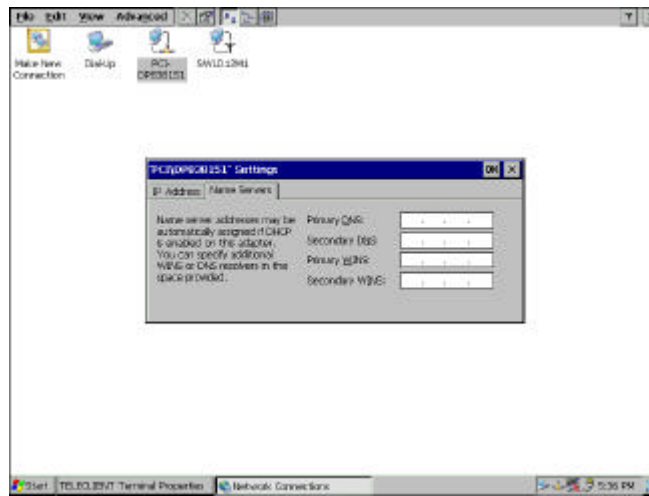 File Edit View Advanced
Make New
Connection
Dial-Up
PCI-
SWLD12M1
Settings
OK
IP Address Name Servers
Name server addresses may be
automatically assigned if DHCP
is enabled on this adapter.
You can specify additional
WINS or DNS resolvers in the
space provided.
Primary DNS:
Secondary DNS
Primary WINS:
Secondary WINS:
Start TELECLIENT Terminal Properties Network Connections 5:36 PM